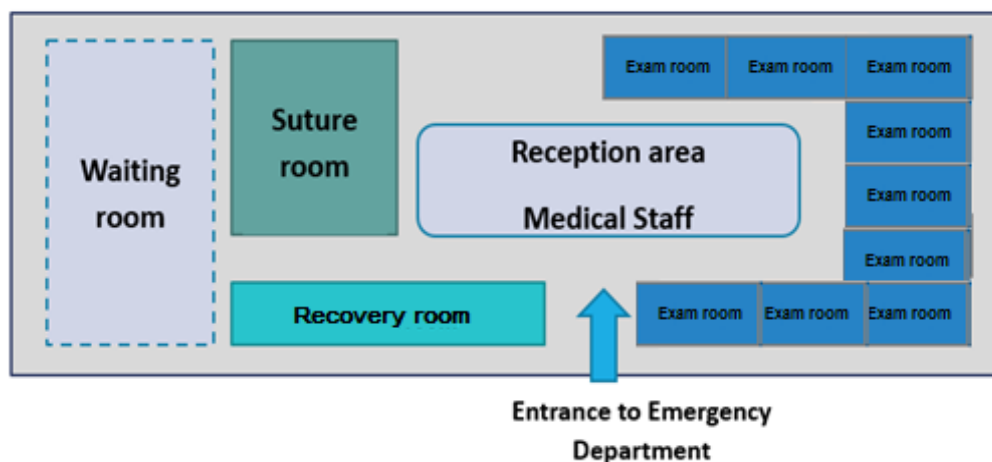 Exam room
Exam room
Exam room
Suture
room
Waiting
room
Reception area
Medical Staff
Exam room
Exam room
Exam room
Recovery room
Exam room
Exam room
Exam room
Entrance to Emergency
Department